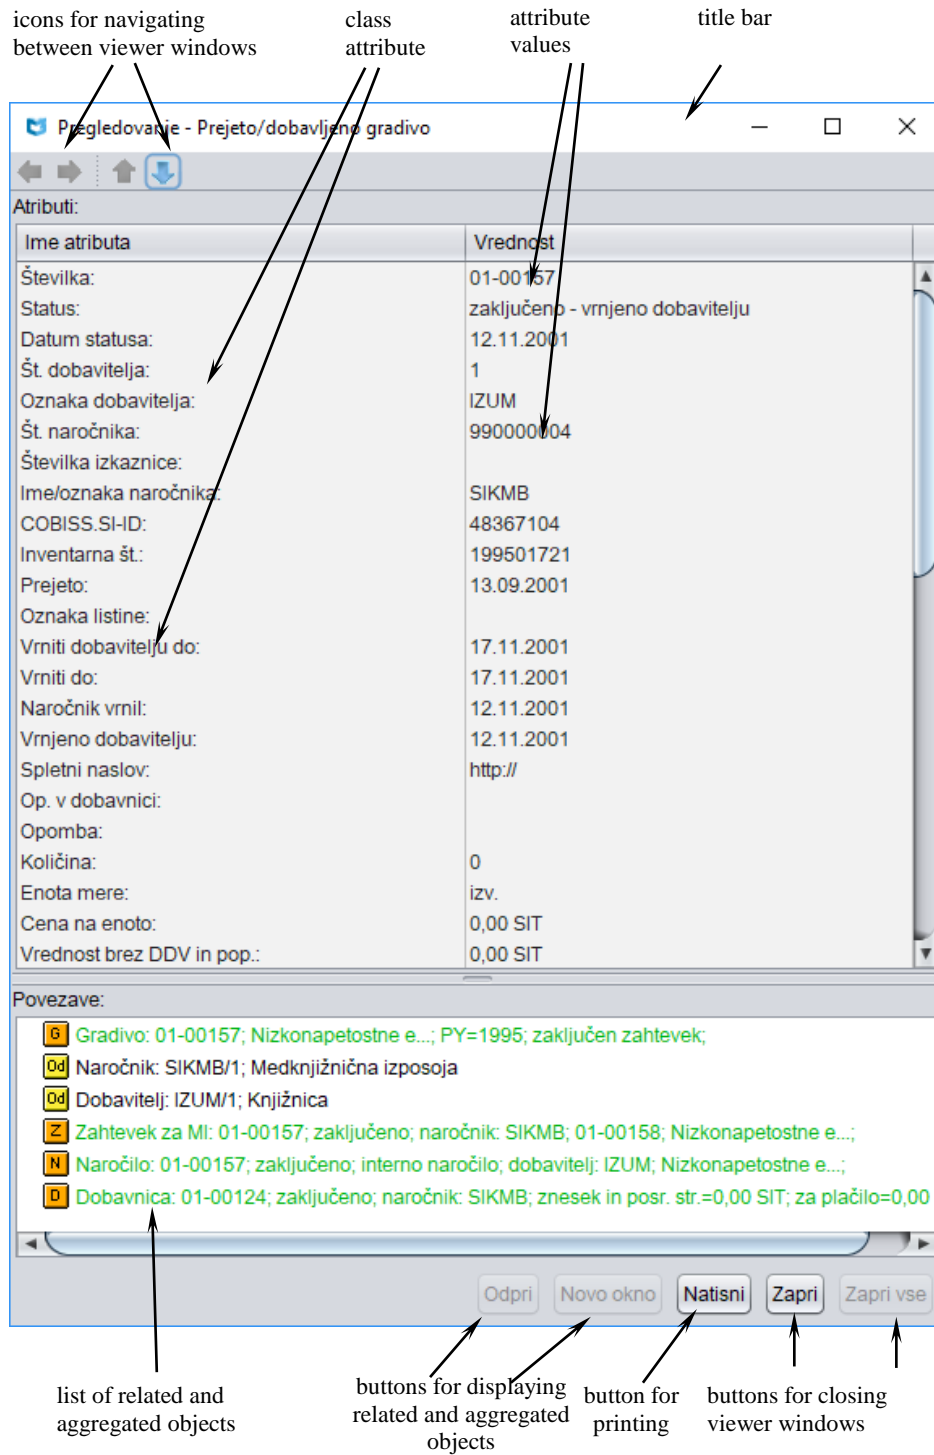 icons for navigating
between viewer windows
class
attribute
attribute
values
title bar
Pregledovanje - Prejeto/dobavljeno gradivo
Atributi:
Ime atributa Vrednost
Številka: 01-00157
Status: zaključeno - vrnjeno dobavitelju
Datum statusa: 12.11.2001
Št. dobavitelja: 1
Oznaka dobavitelja: IZUM
Št. naročnika: 990000004
Številka izkaznice:
Ime/oznaka naročnika: SIKMB
COBISS.SI-ID: 48367104
Inventarna št.: 199501721
Prejeto: 13.09.2001
Oznaka listine:
Vrniti dobavitelju do: 17.11.2001
Vrniti do: 17.11.2001
Naročnik vrnil: 12.11.2001
Vrnjeno dobavitelju: 12.11.2001
Spletni naslov: http://
Op. v dobavnici:
Opomba:
Količina: 0
Enota mere: izv.
Cena na enoto: 0,00 SIT
Vrednost brez DDV in pop.: 0,00 SIT
Povezave:
G Gradivo: 01-00157; Nizkonapetostne e...; PY=1995; zaključen zahtevek;
Od Naročnik: SIKMB/1; Medknjižnična izposoja
Od Dobavitelj: IZUM/1; Knjižnica
Z Zahtevek za MI: 01-00157; zaključeno; naročnik: SIKMB; 01-00158; Nizkonapetostne e...;
N Naročilo: 01-00157; zaključeno; interno naročilo; dobavitelj: IZUM; Nizkonapetostne e...;
D Dobavnica: 01-00124; zaključeno; naročnik: SIKMB; znesek in posr. str.=0,00 SIT; za plačilo=0,00
Odpri Novo okno Natisni Zapri Zapri vse
list of related and
aggregated objects
buttons for displaying
related and aggregated
objects
button for
printing
buttons for closing
viewer windows